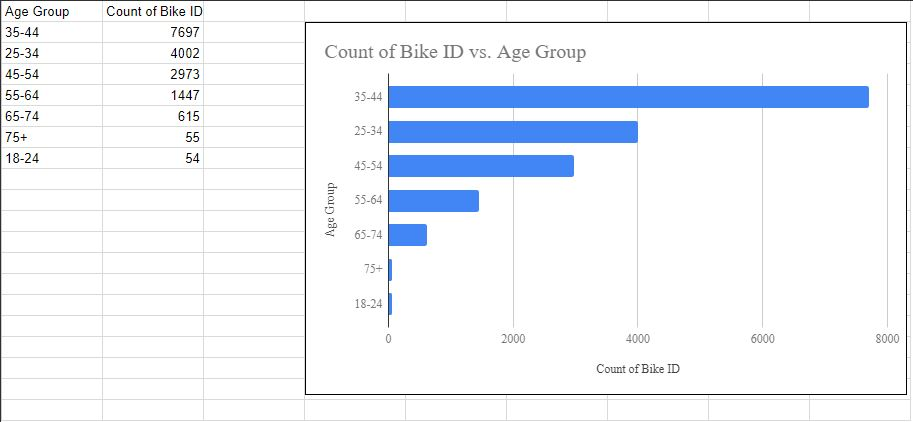 Age Group Count of Bike ID
35-44 7697
25-34 4002
45-54 2973
55-64 1447
65-74 615
75+ 55
18-24 54
Count of Bike ID vs. Age Group
Age Group
35-44
25-34
45-54
55-64
65-74
75+
18-24
0 2000 4000 6000 8000
Count of Bike ID